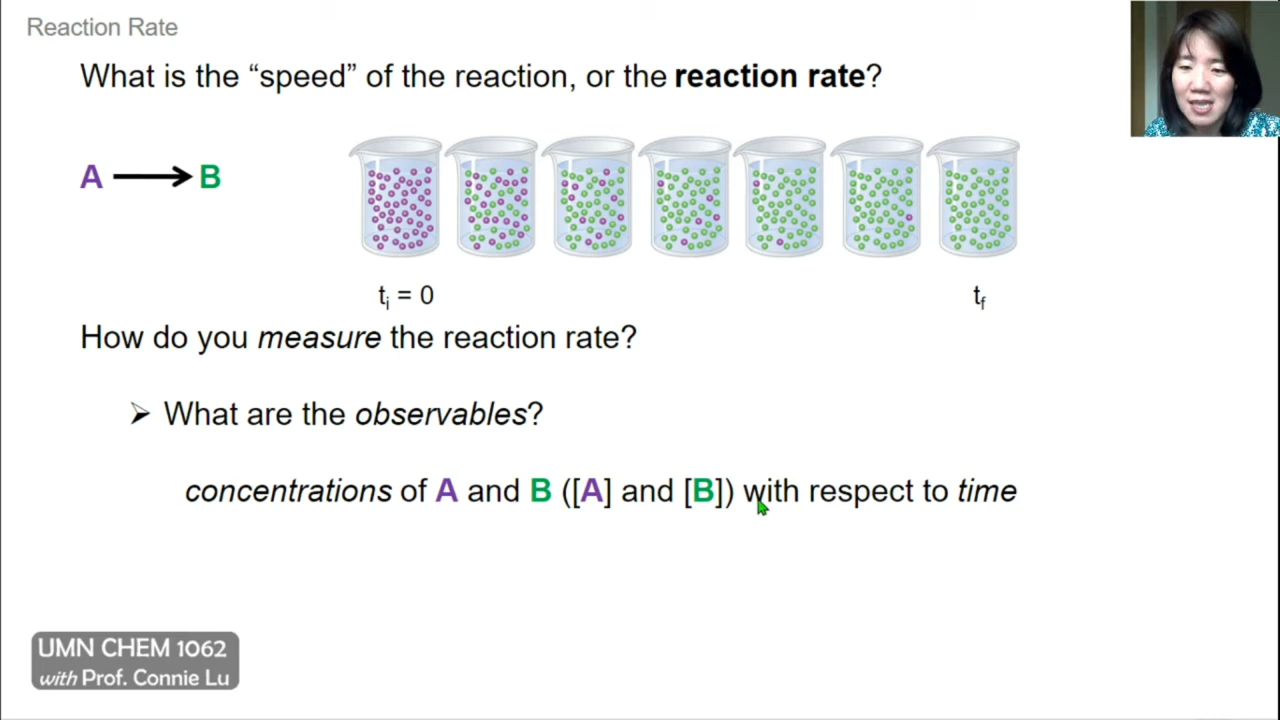 Reaction Rate
What is the “speed” of the reaction, or the reaction rate?
A → B
tᵢ = 0
t_f
How do you measure the reaction rate?
➢ What are the observables?
concentrations of A and B ([A] and [B]) with respect to time
UMN CHEM 1062
with Prof. Connie Lu